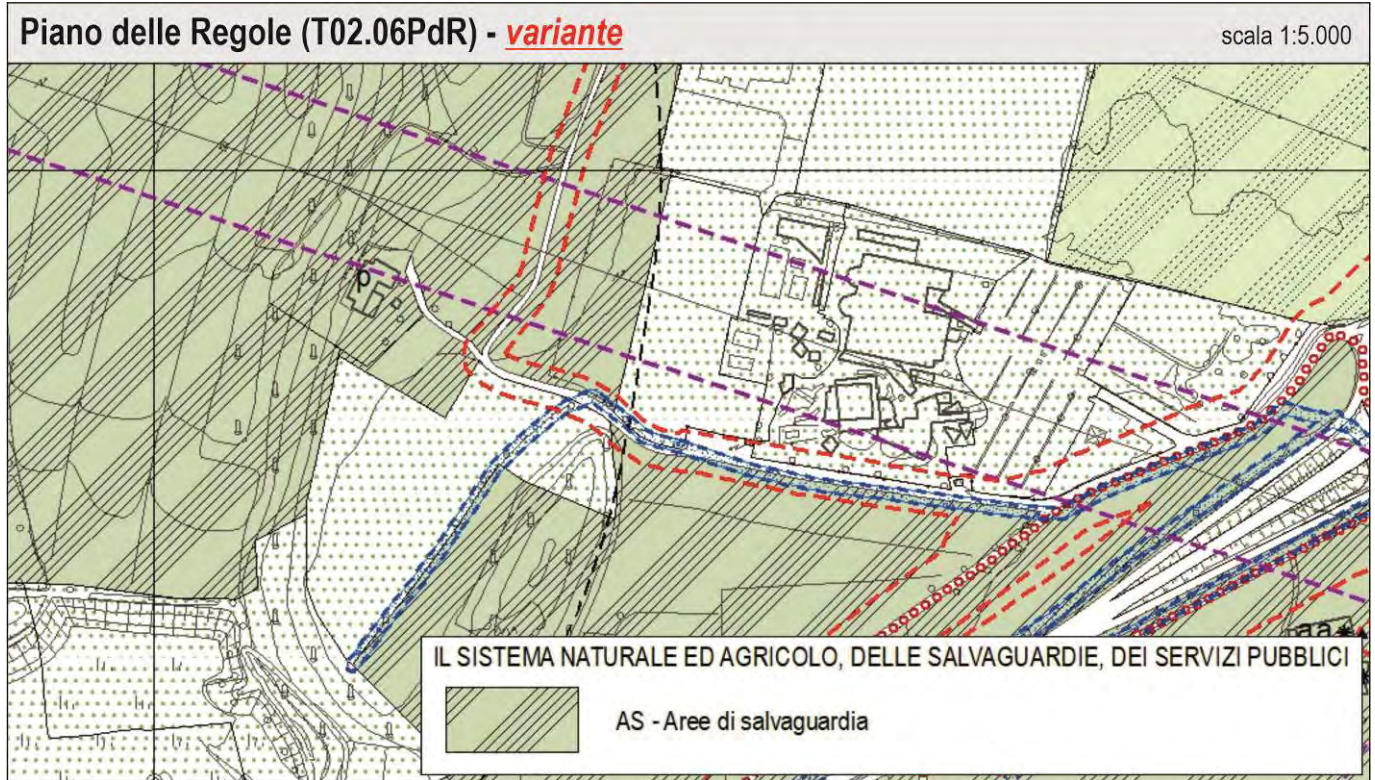 Piano delle Regole (T02.06PdR) - variante
scala 1:5.000
p
aa*
IL SISTEMA NATURALE ED AGRICOLO, DELLE SALVAGUARDIE, DEI SERVIZI PUBBLICI
AS - Aree di salvaguardia